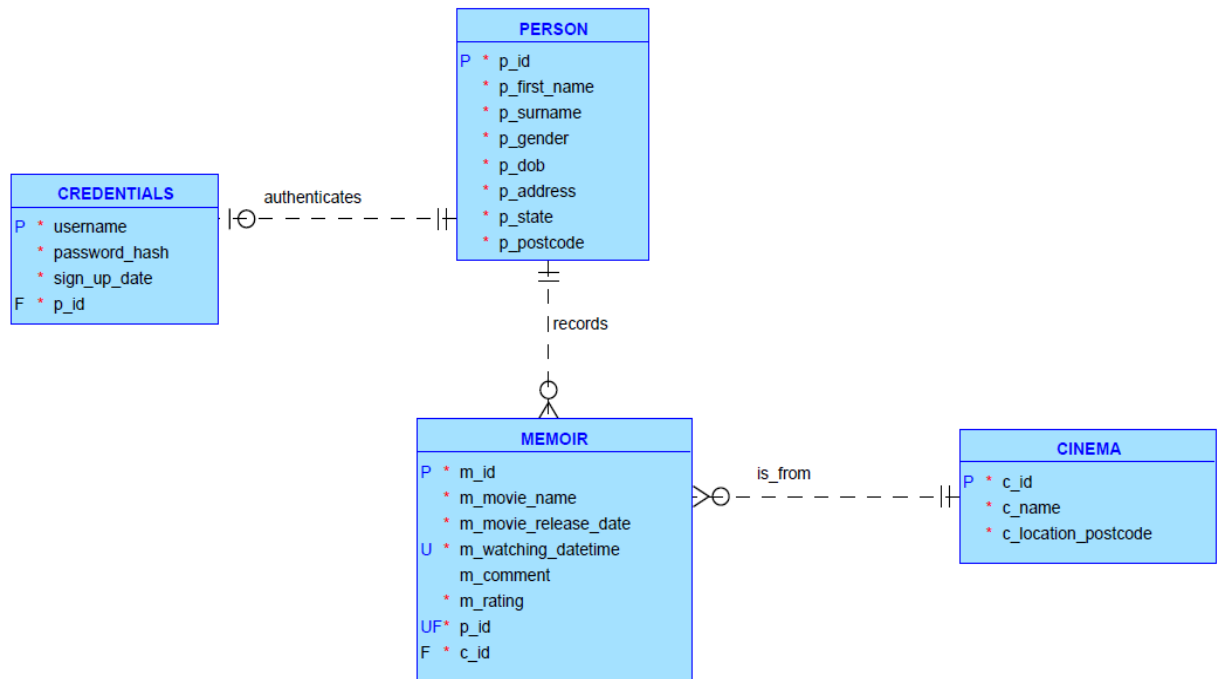 PERSON
P * p_id
* p_first_name
* p_surname
* p_gender
* p_dob
* p_address
* p_state
* p_postcode
CREDENTIALS
P * username
* password_hash
* sign_up_date
F * p_id
authenticates
records
MEMOIR
P * m_id
* m_movie_name
* m_movie_release_date
U * m_watching_datetime
m_comment
* m_rating
UF* p_id
F * c_id
is_from
CINEMA
P * c_id
* c_name
* c_location_postcode